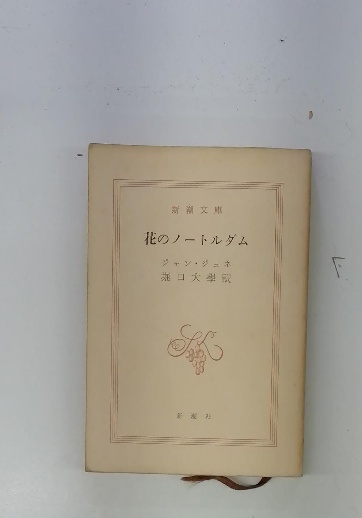 新潮文庫
花のノートルダム
ジャン・ジュネ
堀口大學訳
新潮社